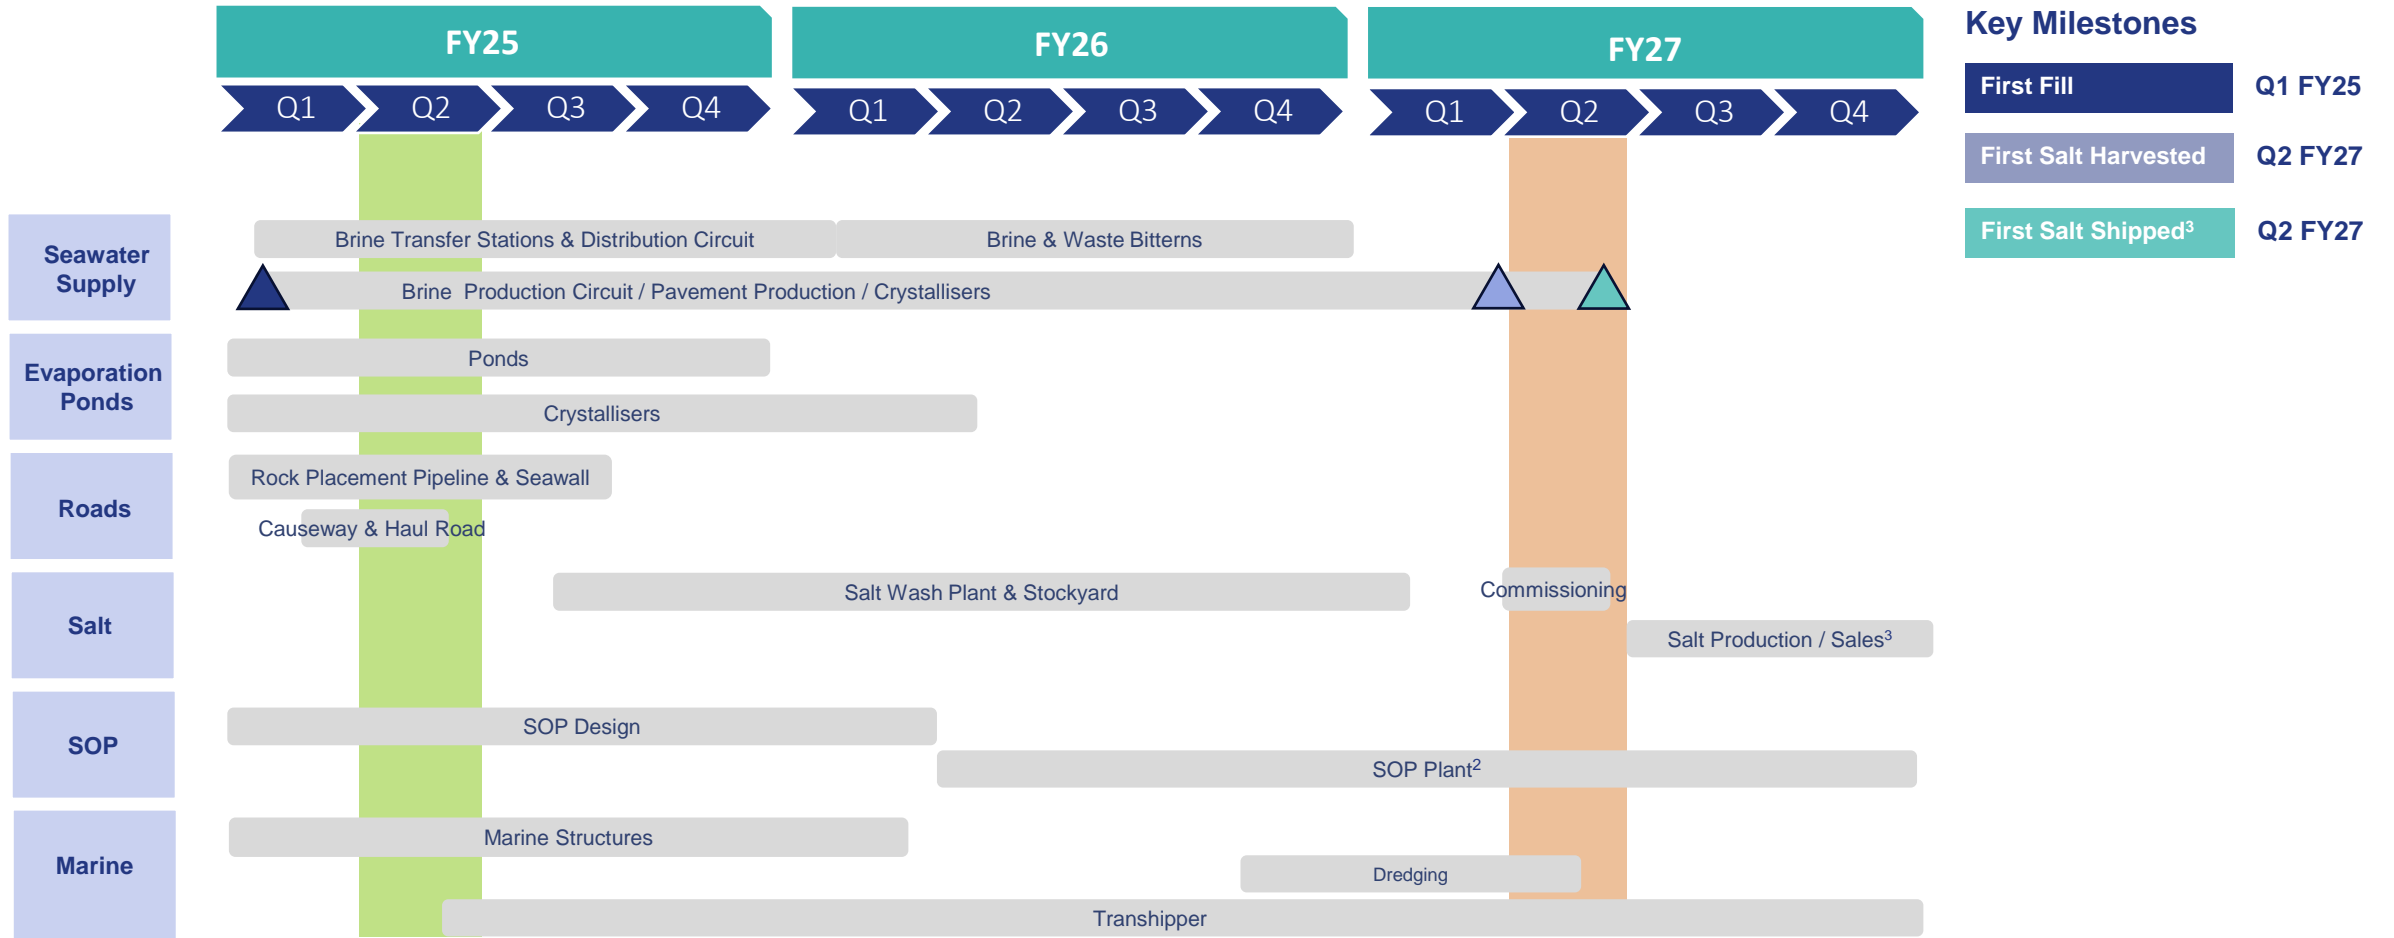 FY25
FY26
FY27
Key Milestones
Q1
Q2
Q3
Q4
Q1
Q2
Q3
Q4
Q1
Q2
Q3
Q4
First Fill
Q1 FY25
First Salt Harvested
Q2 FY27
First Salt Shipped³
Q2 FY27
Seawater
Supply
Brine Transfer Stations & Distribution Circuit
Brine & Waste Bitterns
Brine  Production Circuit / Pavement Production / Crystallisers
Evaporation
Ponds
Ponds
Crystallisers
Roads
Rock Placement Pipeline & Seawall
Causeway & Haul Road
Salt
Salt Wash Plant & Stockyard
Commissioning
Salt Production / Sales³
SOP
SOP Design
SOP Plant²
Marine
Marine Structures
Dredging
Transhipper